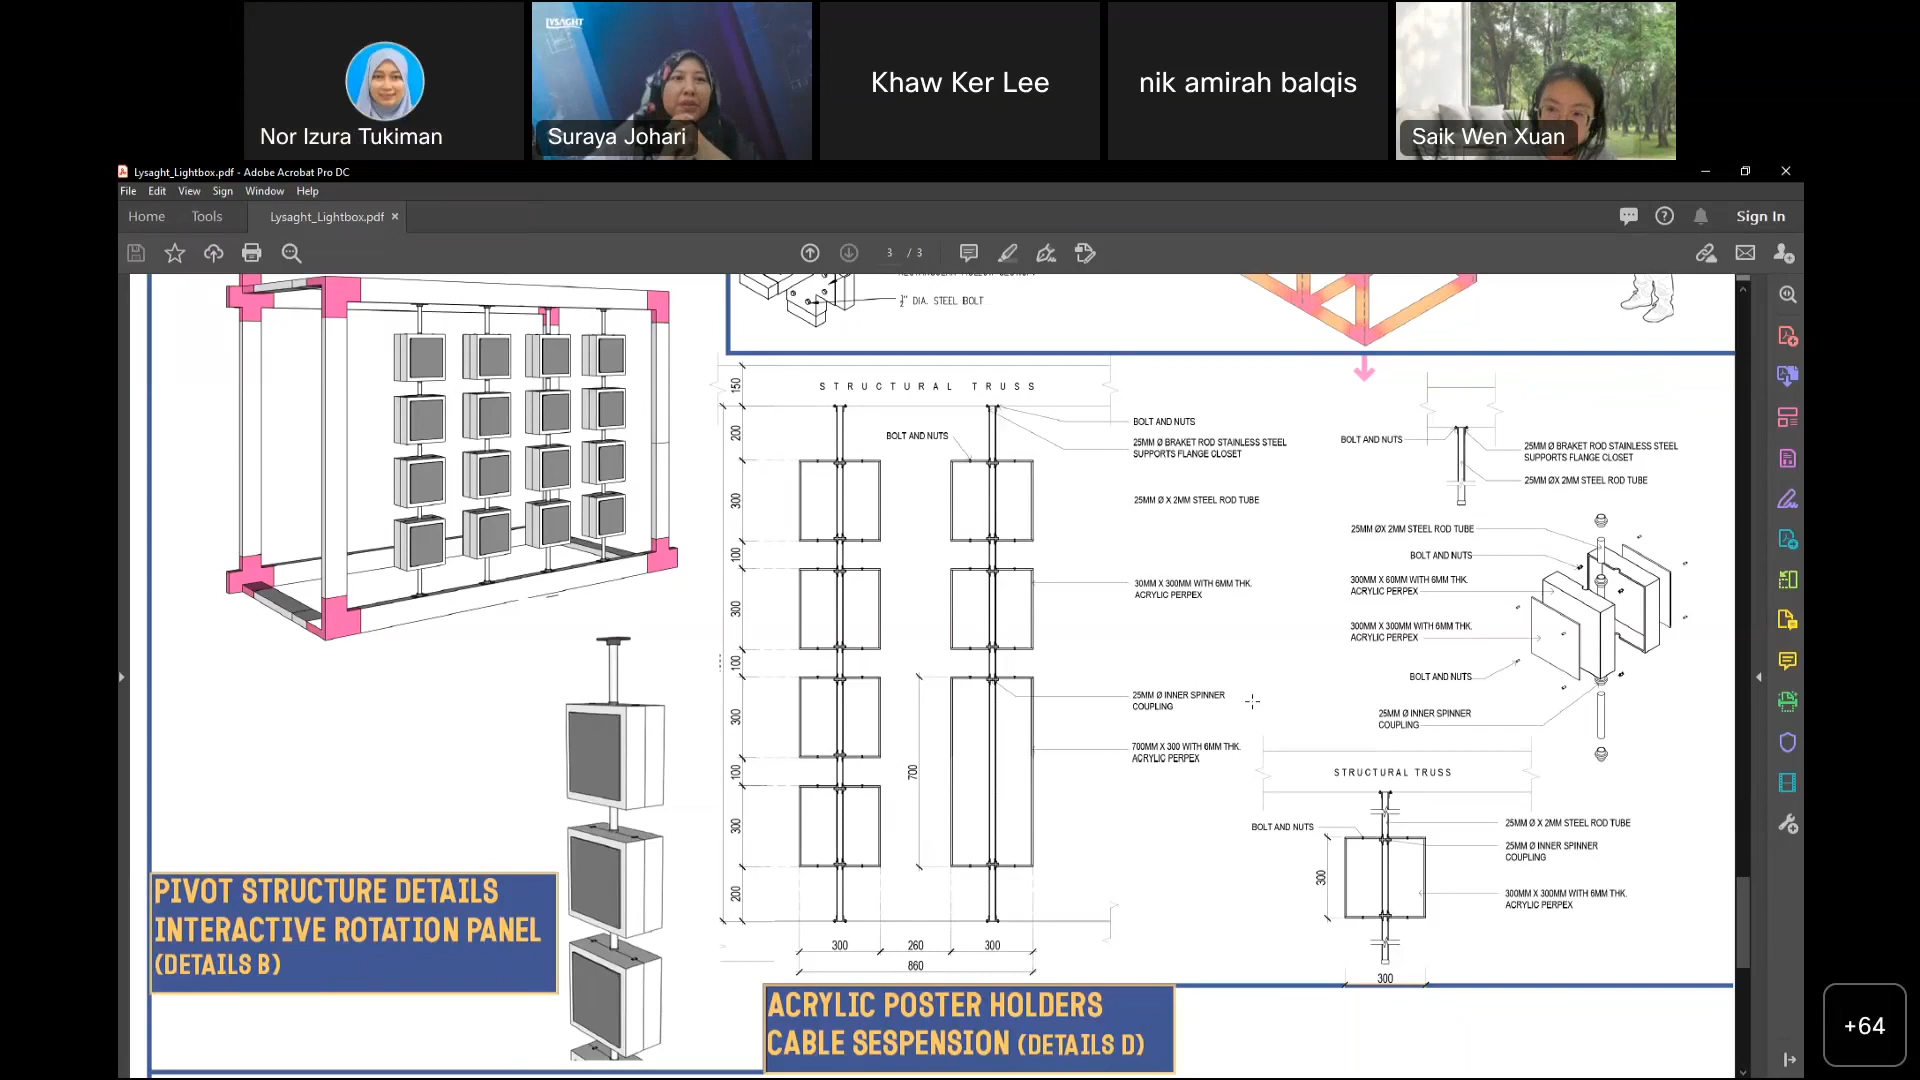 LYSAGHT
Nor Izura Tukiman
Suraya Johari
Khaw Ker Lee
nik amirah balqis
Saik Wen Xuan
Lysaght_Lightbox.pdf - Adobe Acrobat Pro DC
File Edit View Sign Window Help
Home Tools Lysaght_Lightbox.pdf ×
Sign In
3 / 3
½" DIA. STEEL BOLT
STRUCTURAL TRUSS
150
200
300
100
300
100
300
100
300
200
BOLT AND NUTS
BOLT AND NUTS
25MM Ø BRAKET ROD STAINLESS STEEL
SUPPORTS FLANGE CLOSET
25MM Ø X 2MM STEEL ROD TUBE
30MM X 300MM WITH 6MM THK.
ACRYLIC PERPEX
25MM Ø INNER SPINNER
COUPLING
700MM X 300 WITH 6MM THK.
ACRYLIC PERPEX
700
300
260
300
860
BOLT AND NUTS
25MM Ø BRAKET ROD STAINLESS STEEL
SUPPORTS FLANGE CLOSET
25MM ØX 2MM STEEL ROD TUBE
25MM ØX 2MM STEEL ROD TUBE
BOLT AND NUTS
300MM X 60MM WITH 6MM THK.
ACRYLIC PERPEX
300MM X 300MM WITH 6MM THK.
ACRYLIC PERPEX
BOLT AND NUTS
25MM Ø INNER SPINNER
COUPLING
STRUCTURAL TRUSS
BOLT AND NUTS
25MM Ø X 2MM STEEL ROD TUBE
25MM Ø INNER SPINNER
COUPLING
300MM X 300MM WITH 6MM THK.
ACRYLIC PERPEX
300
300
PIVOT STRUCTURE DETAILS
INTERACTIVE ROTATION PANEL
(DETAILS B)
ACRYLIC POSTER HOLDERS
CABLE SESPENSION (DETAILS D)
+64